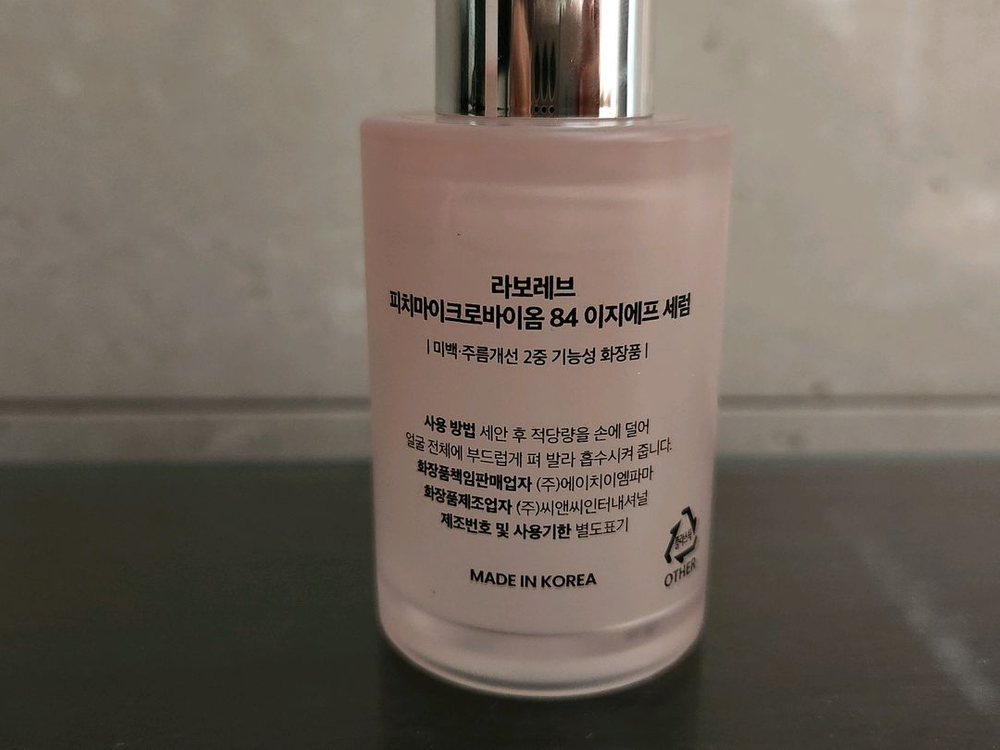 라보레브
피치마이크로바이옴 84 이지에프 세럼
| 미백·주름개선 2중 기능성 화장품 |
사용 방법 세안 후 적당량을 손에 덜어
얼굴 전체에 부드럽게 펴 발라 흡수시켜 줍니다.
화장품책임판매업자 (주)에이치이엠파마
화장품제조업자 (주)씨앤씨인터내셔널
제조번호 및 사용기한 별도표기
MADE IN KOREA
플라스틱
OTHER